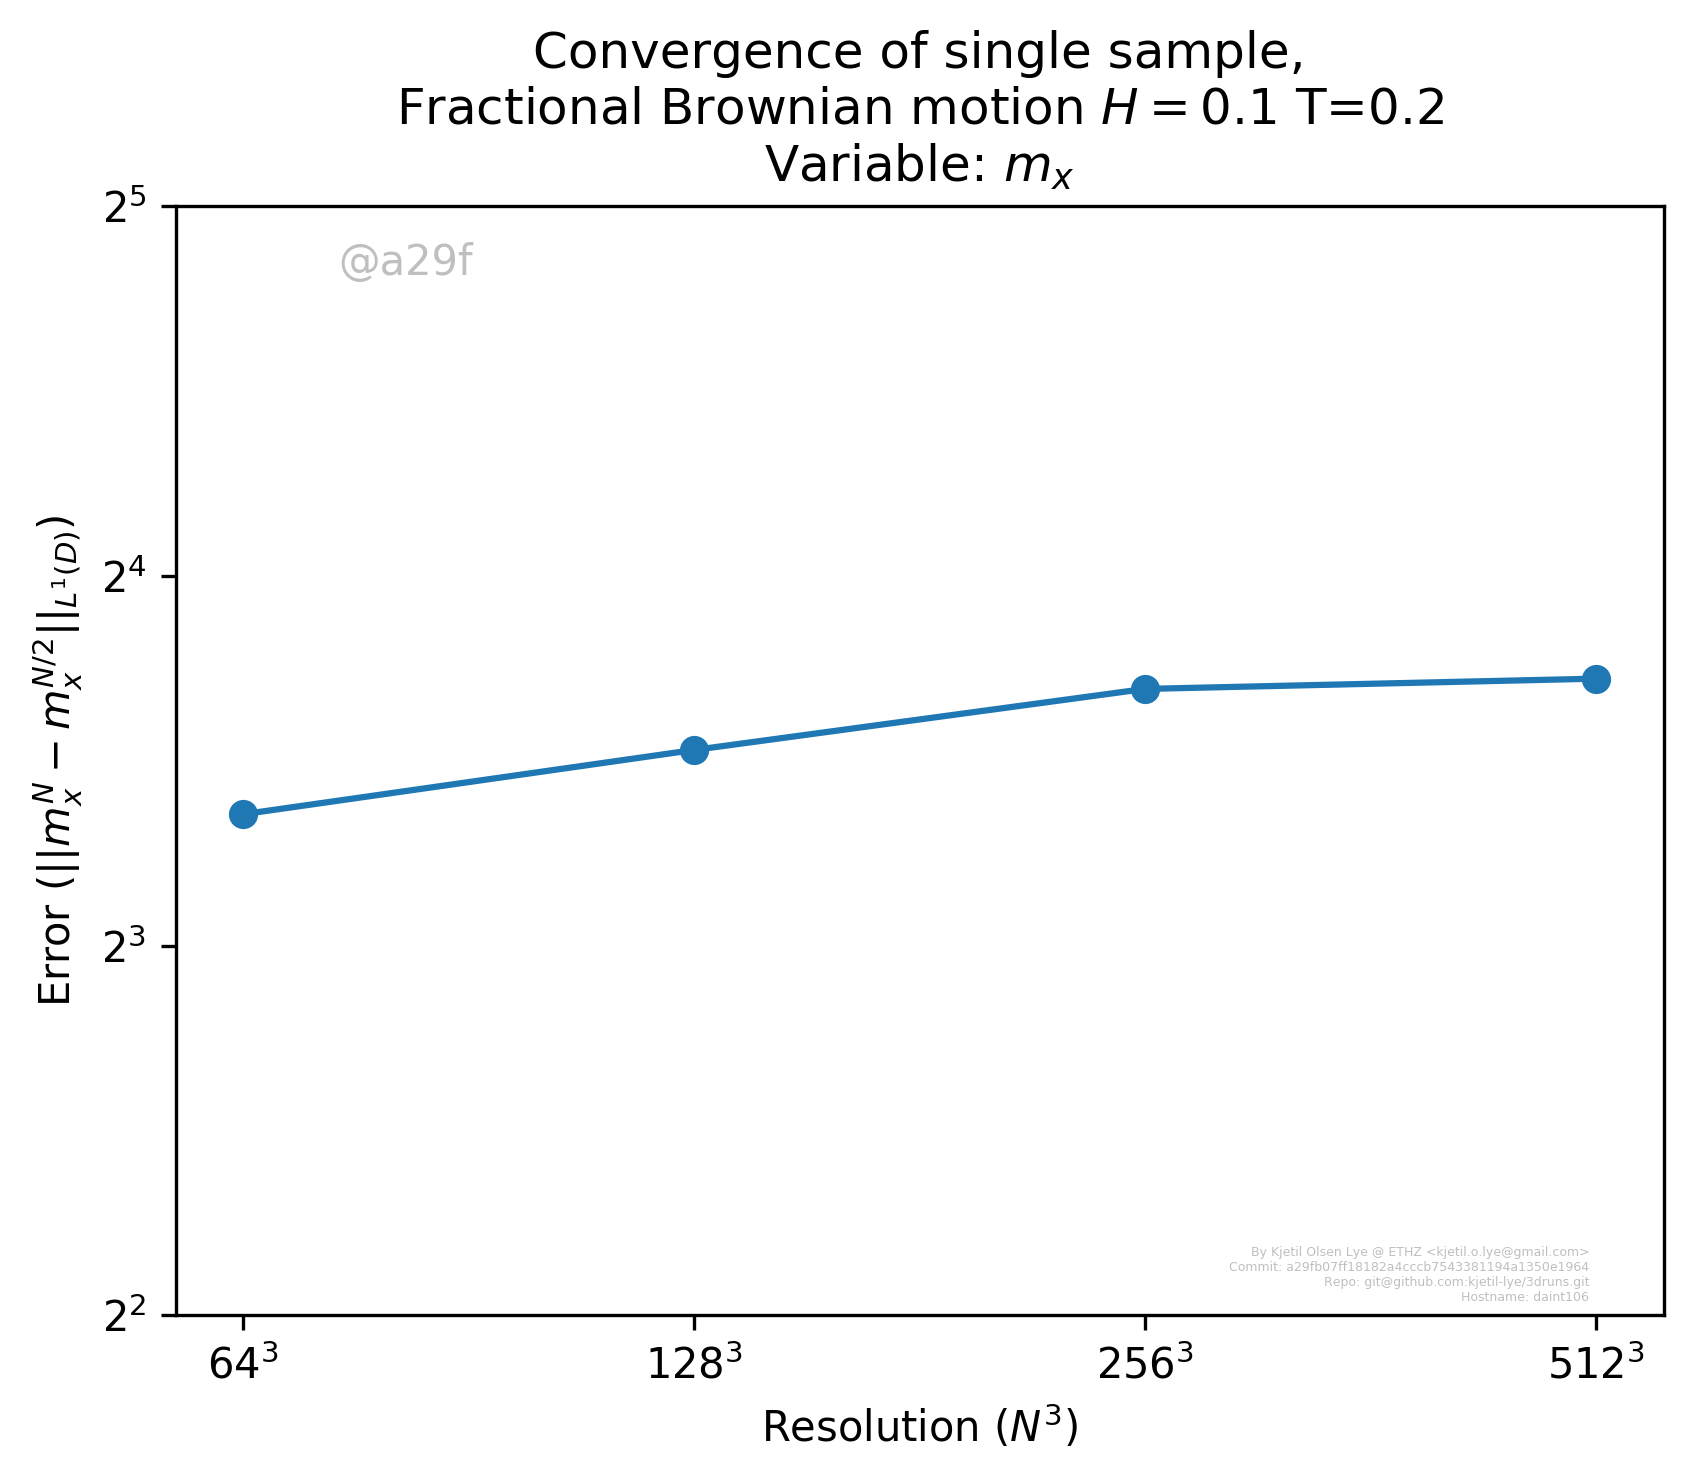 Convergence of single sample,
Fractional Brownian motion H = 0.1 T=0.2
Variable: m_x
2^5
@a29f
2^4
2^3
2^2
Error (||m_x^N − m_x^{N/2}||_{L^1(D)})
By Kjetil Olsen Lye @ ETHZ <kjetil.o.lye@gmail.com>
Commit: a29fb07ff18182a4cccb7543381194a1350e1964
Repo: git@github.com:kjetil-lye/3druns.git
Hostname: daint106
64^3 128^3 256^3 512^3
Resolution (N^3)